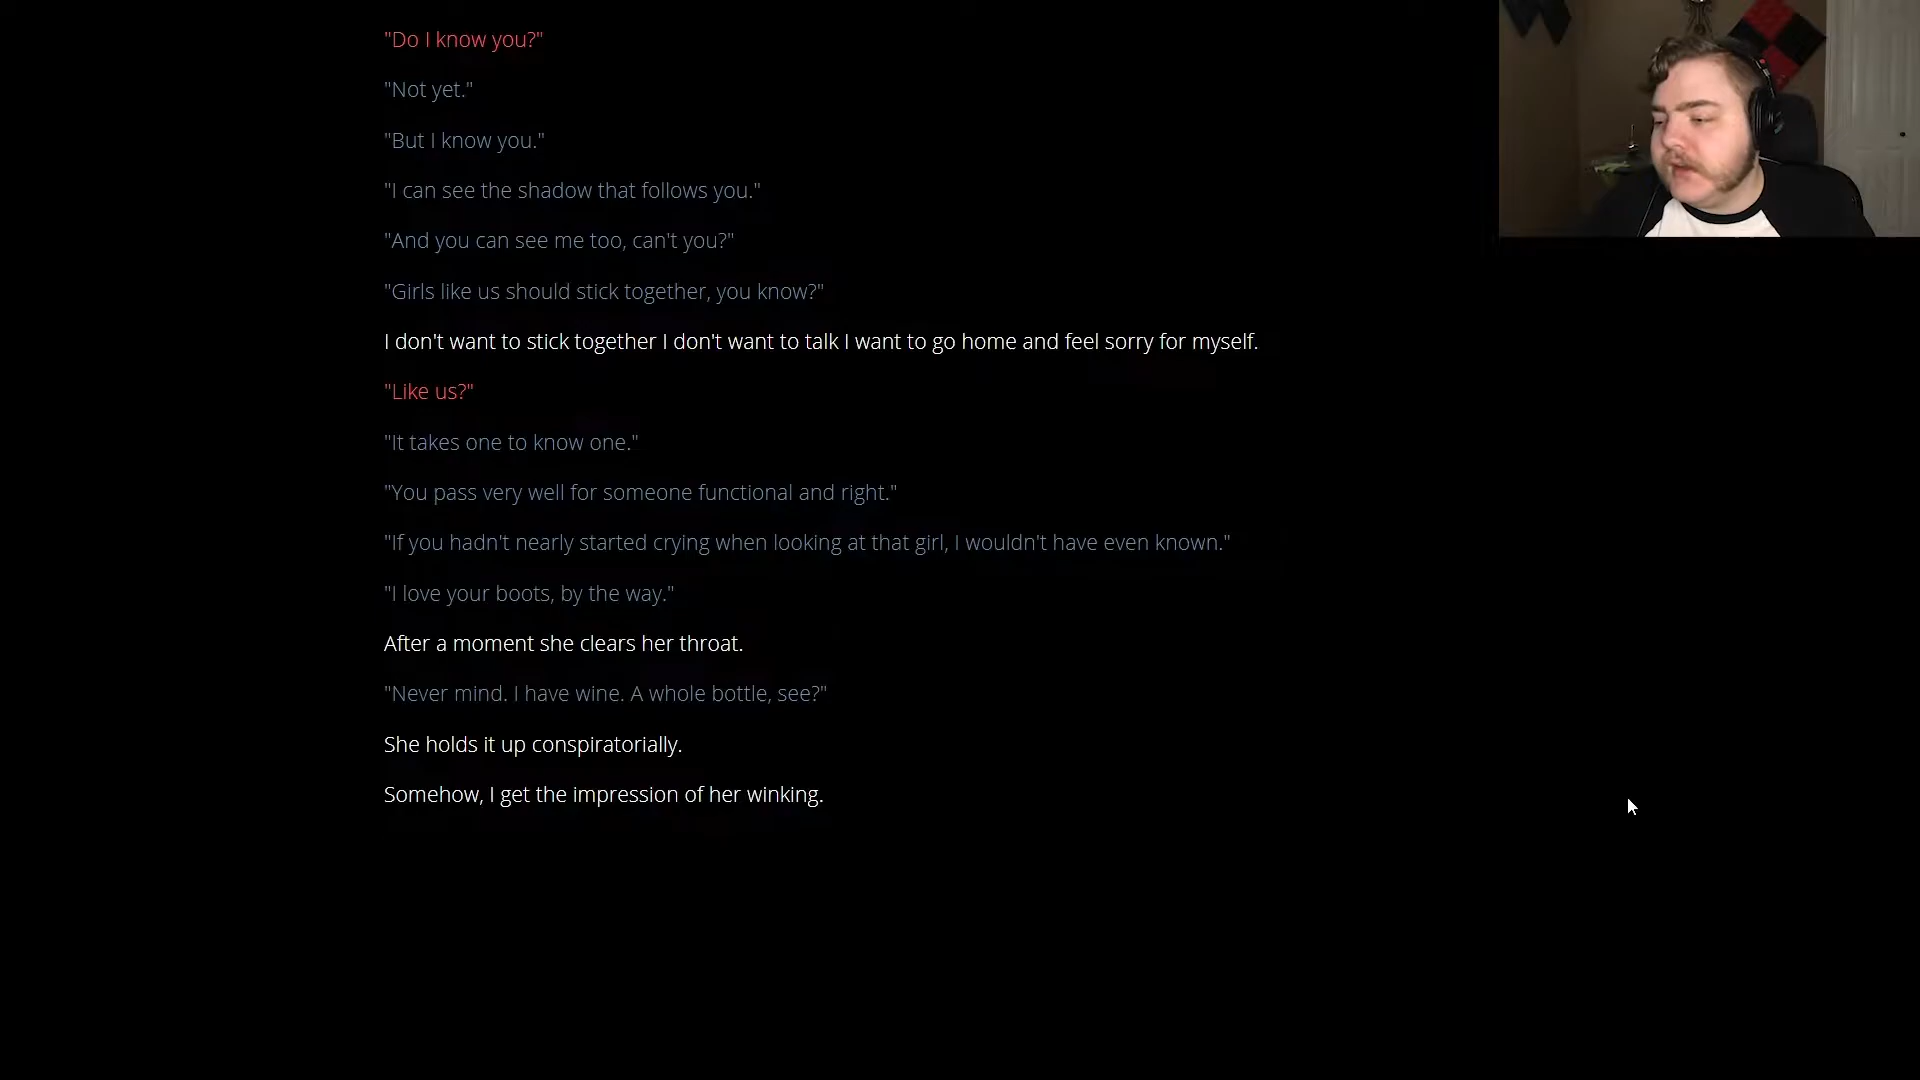 "Do I know you?"
"Not yet."
"But I know you."
"I can see the shadow that follows you."
"And you can see me too, can't you?"
"Girls like us should stick together, you know?"
I don't want to stick together I don't want to talk I want to go home and feel sorry for myself.
"Like us?"
"It takes one to know one."
"You pass very well for someone functional and right."
"If you hadn't nearly started crying when looking at that girl, I wouldn't have even known."
"I love your boots, by the way."
After a moment she clears her throat.
"Never mind. I have wine. A whole bottle, see?"
She holds it up conspiratorially.
Somehow, I get the impression of her winking.